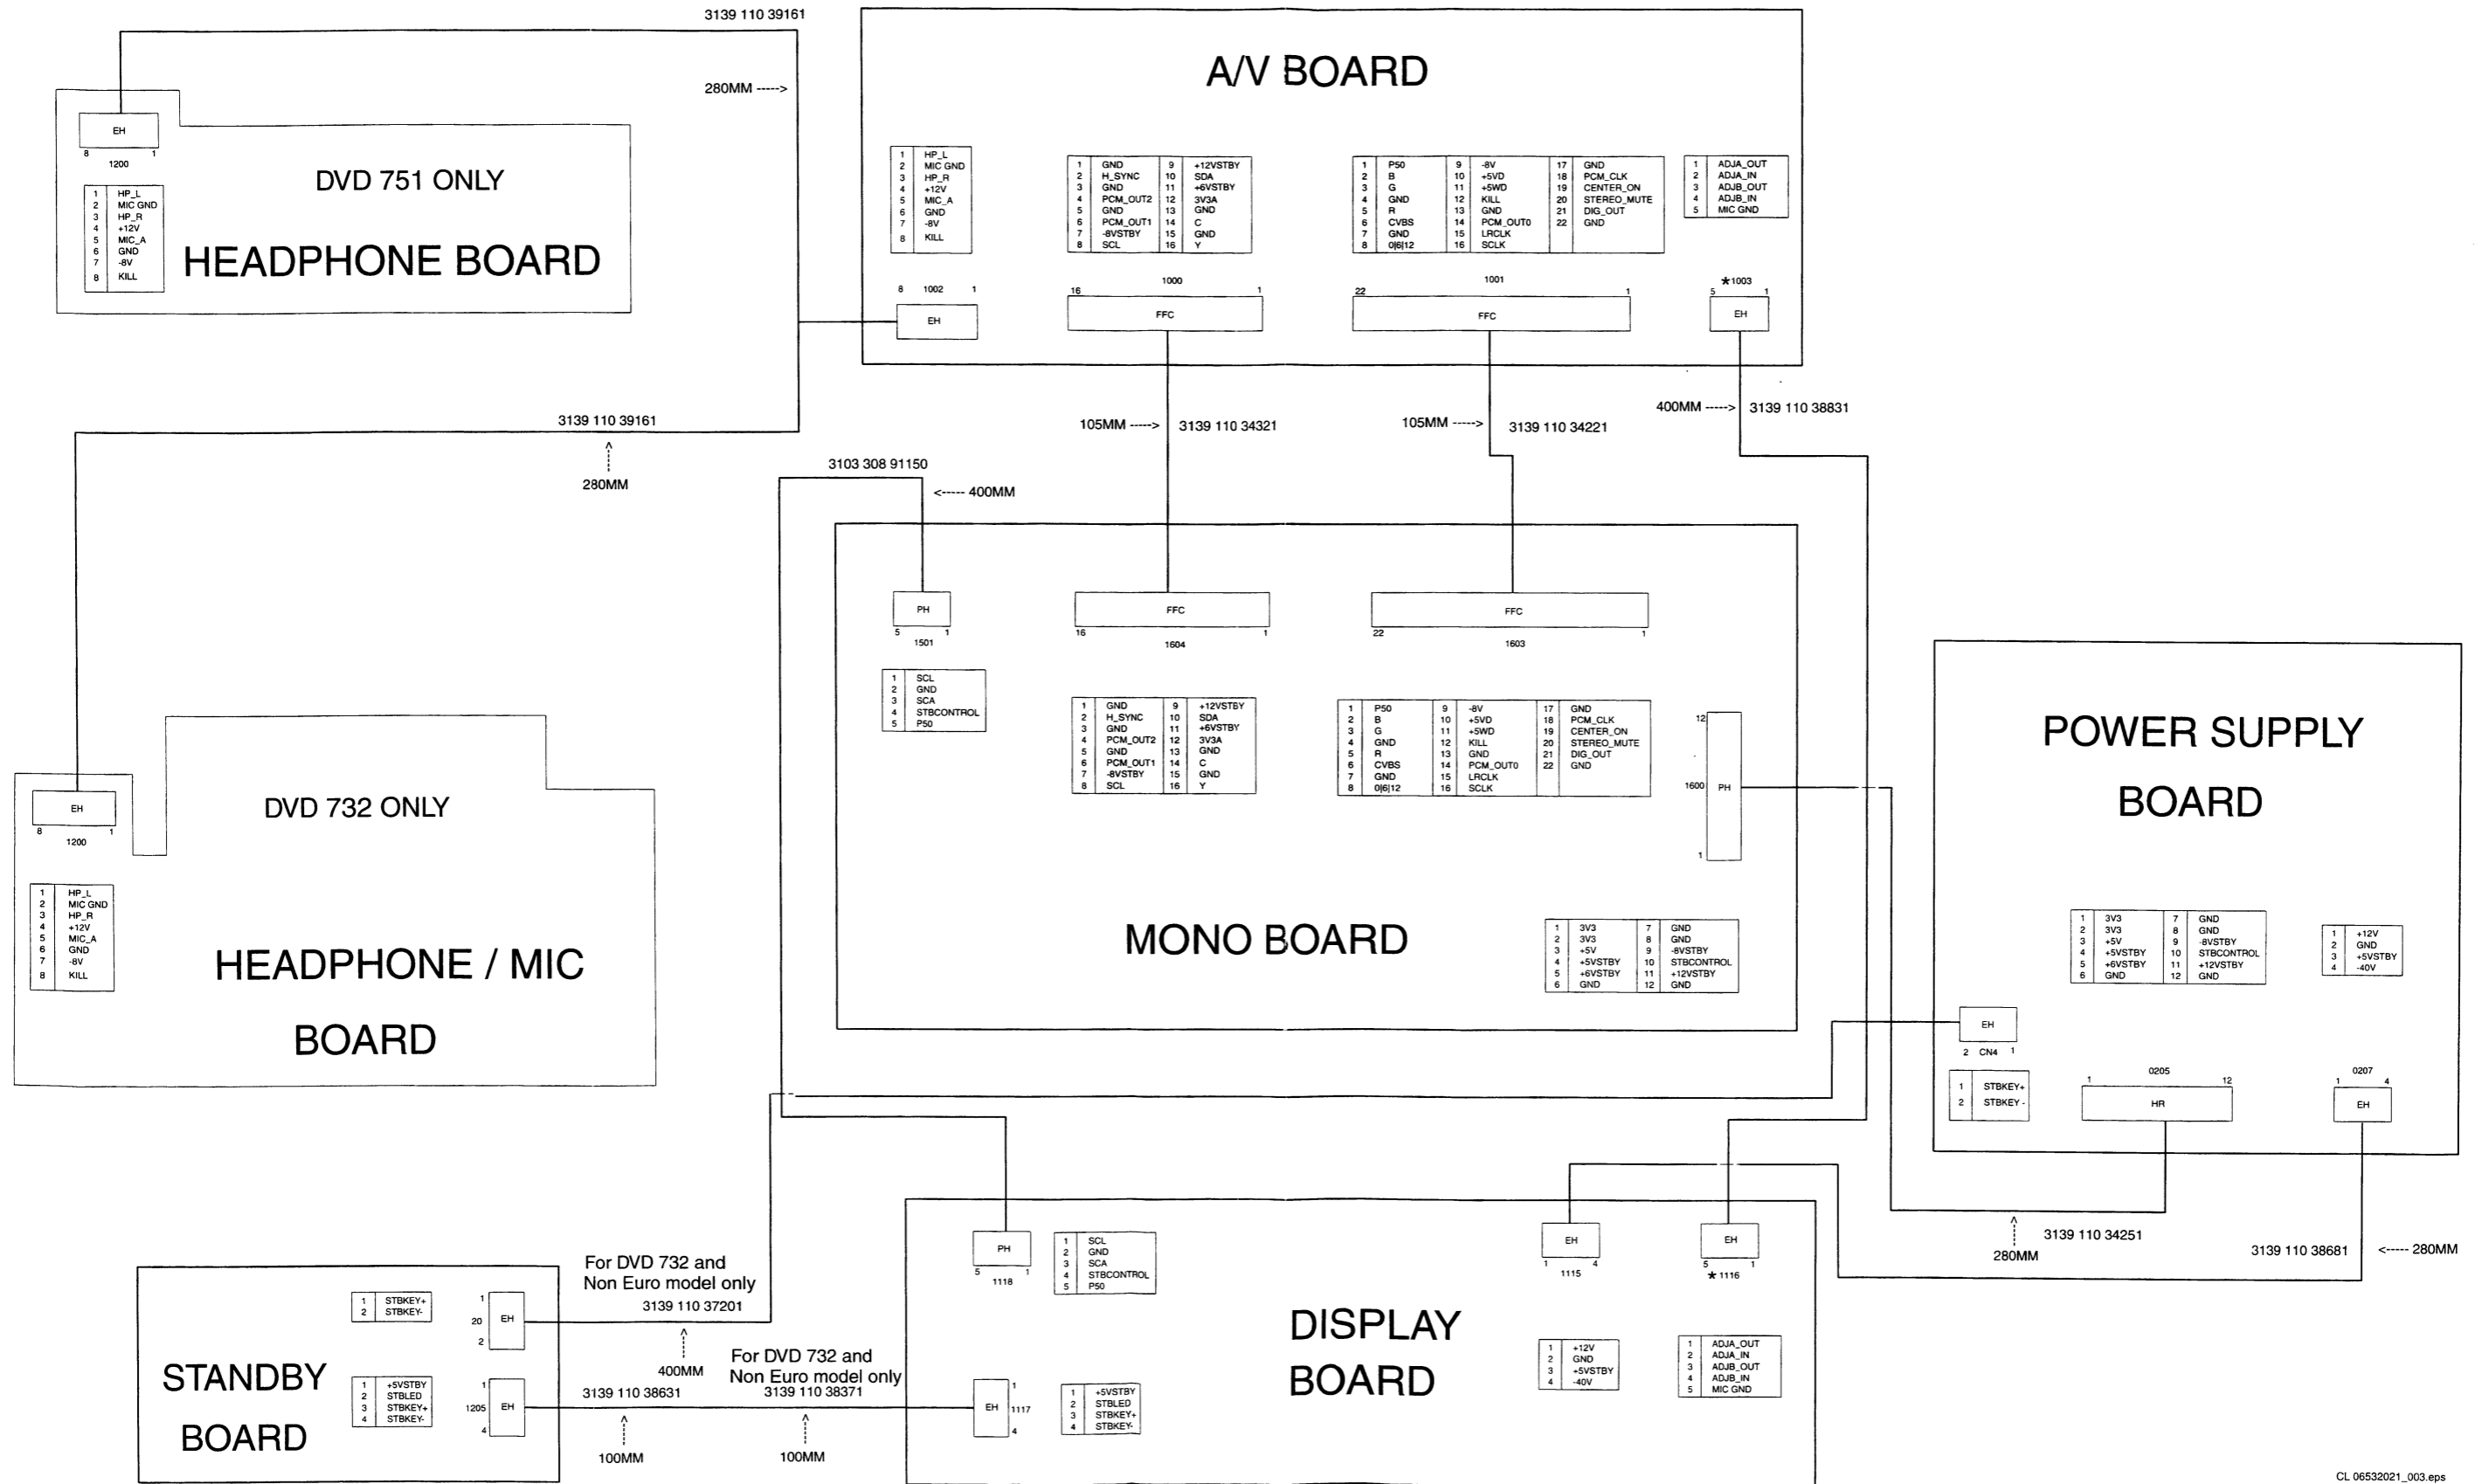 3139 110 39161
280MM ----->
EH
8 1
1200
1 HP_L
2 MIC GND
3 HP_R
4 +12V
5 MIC_A
6 GND
7 -8V
8 KILL
DVD 751 ONLY
HEADPHONE BOARD
A/V BOARD
1 HP_L
2 MIC GND
3 HP_R
4 +12V
5 MIC_A
6 GND
7 -8V
8 KILL
8 1002 1
EH
1 GND 9 +12VSTBY
2 H_SYNC 10 SDA
3 GND 11 +6VSTBY
4 PCM_OUT2 12 3V3A
5 GND 13 GND
6 PCM_OUT1 14 C
7 -8VSTBY 15 GND
8 SCL 16 Y
1000
16 1
FFC
1 P50 9 -8V 17 GND
2 B 10 +5VD 18 PCM_CLK
3 G 11 +5WD 19 CENTER_ON
4 GND 12 KILL 20 STEREO_MUTE
5 R 13 GND 21 DIG_OUT
6 CVBS 14 PCM_OUT0 22 GND
7 GND 15 LRCLK
8 0|6|12 16 SCLK
1001
22 1
FFC
1 ADJA_OUT
2 ADJA_IN
3 ADJB_OUT
4 ADJB_IN
5 MIC GND
★1003
5 1
EH
3139 110 39161
280MM
105MM ----> 3139 110 34321
105MM -----> 3139 110 34221
400MM -----> 3139 110 38831
3103 308 91150
<----- 400MM
PH
5 1
1501
1 SCL
2 GND
3 SCA
4 STBCONTROL
5 P50
FFC
16 1
1604
1 GND 9 +12VSTBY
2 H_SYNC 10 SDA
3 GND 11 +6VSTBY
4 PCM_OUT2 12 3V3A
5 GND 13 GND
6 PCM_OUT1 14 C
7 -8VSTBY 15 GND
8 SCL 16 Y
FFC
22 1
1603
1 P50 9 -8V 17 GND
2 B 10 +5VD 18 PCM_CLK
3 G 11 +5WD 19 CENTER_ON
4 GND 12 KILL 20 STEREO_MUTE
5 R 13 GND 21 DIG_OUT
6 CVBS 14 PCM_OUT0 22 GND
7 GND 15 LRCLK
8 0|6|12 16 SCLK
12
1600 PH
1
MONO BOARD
1 3V3 7 GND
2 3V3 8 GND
3 +5V 9 -8VSTBY
4 +5VSTBY 10 STBCONTROL
5 +6VSTBY 11 +12VSTBY
6 GND 12 GND
EH
8 1
1200
1 HP_L
2 MIC GND
3 HP_R
4 +12V
5 MIC_A
6 GND
7 -8V
8 KILL
DVD 732 ONLY
HEADPHONE / MIC
BOARD
POWER SUPPLY
BOARD
1 3V3 7 GND
2 3V3 8 GND
3 +5V 9 -8VSTBY
4 +5VSTBY 10 STBCONTROL
5 +6VSTBY 11 +12VSTBY
6 GND 12 GND
1 +12V
2 GND
3 +5VSTBY
4 -40V
EH
2 CN4 1
1 STBKEY+
2 STBKEY -
0205
1 12
HR
0207
1 4
EH
3139 110 34251
280MM
3139 110 38681 <----- 280MM
STANDBY
BOARD
1 STBKEY+
2 STBKEY-
1
20 EH
2
1 +5VSTBY
2 STBLED
3 STBKEY+
4 STBKEY-
1
1205 EH
4
For DVD 732 and
Non Euro model only
3139 110 37201
400MM
For DVD 732 and
Non Euro model only
3139 110 38631
3139 110 38371
100MM
100MM
DISPLAY
BOARD
PH
5 1
1118
1 SCL
2 GND
3 SCA
4 STBCONTROL
5 P50
1
EH 1117
4
1 +5VSTBY
2 STBLED
3 STBKEY+
4 STBKEY-
EH
1 4
1115
1 +12V
2 GND
3 +5VSTBY
4 -40V
EH
5 1
★1116
1 ADJA_OUT
2 ADJA_IN
3 ADJB_OUT
4 ADJB_IN
5 MIC GND
CL 06532021_003.eps